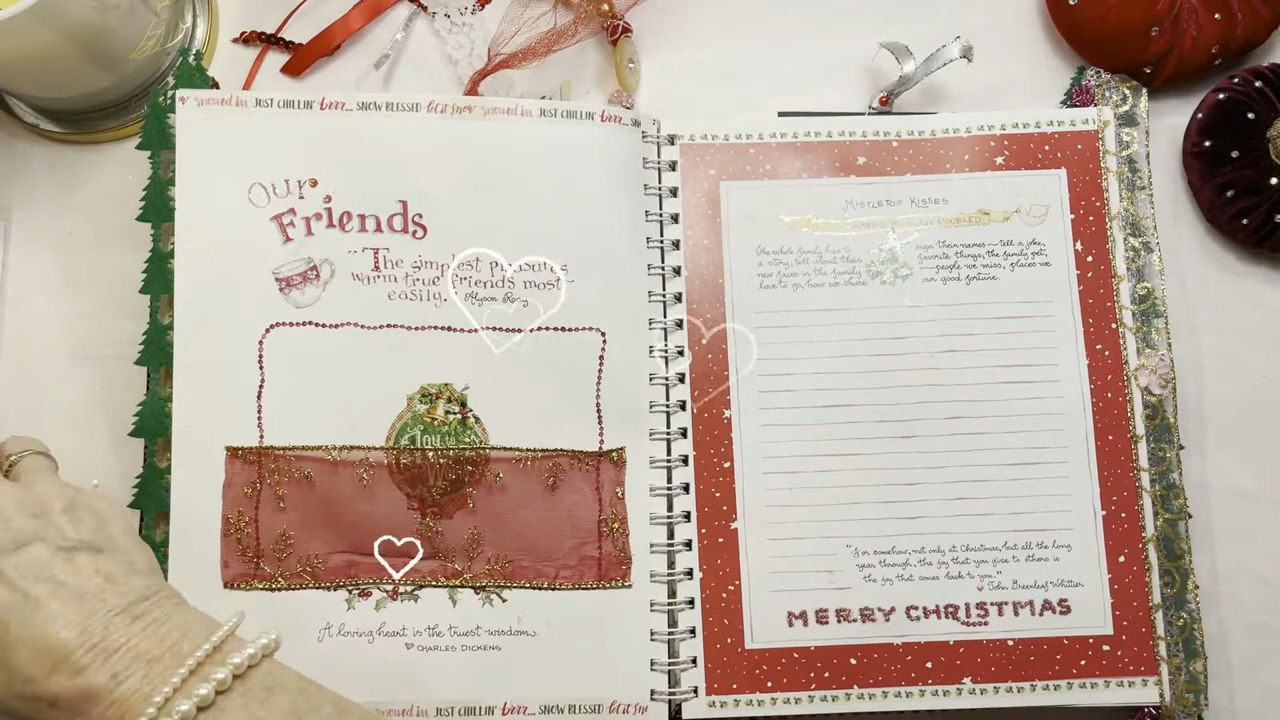 snowed in JUST CHILLIN' brrr... SNOW BLESSED let it snow snowed in JUST CHILLIN' brrr... SNO
Our
Friends
"The simplest pleasures
warm true friends most
easily."
Joy to
A loving heart is the truest wisdom.
CHARLES DICKENS
snowed in JUST CHILLIN' brrr... SNOW BLESSED let it sno
MISTLETOE KISSES
JOY DOUBLED
The whole family has to
a story, tell about their
new faces in the family
love to go, how we share
sign their names ~ tell a joke,
favorite things, the family pet,
people we miss, places we
our good fortune.
"For somehow, not only at Christmas, but all the long
year through, the joy that you give to others is
the joy that comes back to you."
John Greenleaf Whittier
MERRY CHRISTMAS